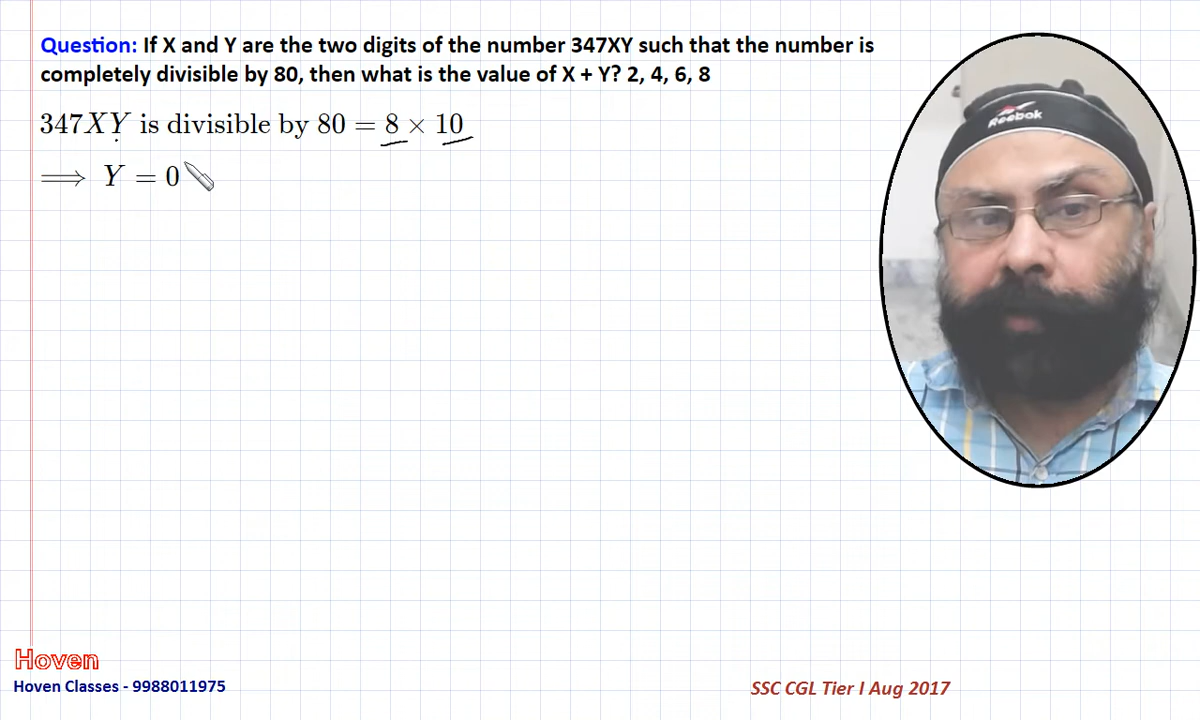 Question: If X and Y are the two digits of the number 347XY such that the number is
completely divisible by 80, then what is the value of X + Y? 2, 4, 6, 8
347XY is divisible by 80 = 8 × 10
⟹ Y = 0
Reebok
Hoven
Hoven Classes - 9988011975
SSC CGL Tier I Aug 2017